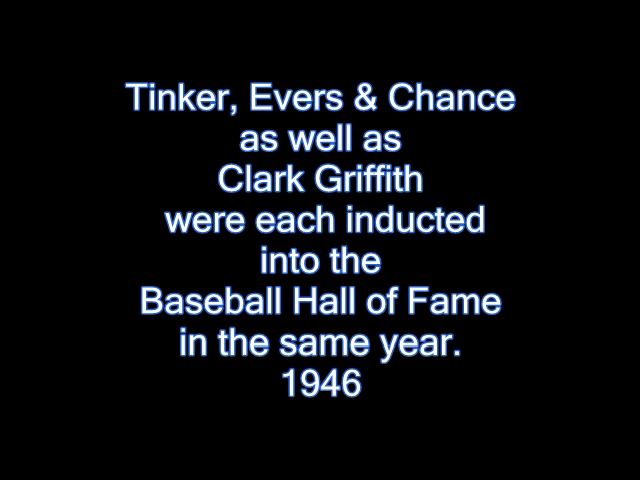 Tinker, Evers & Chance
as well as
Clark Griffith
were each inducted
into the
Baseball Hall of Fame
in the same year.
1946